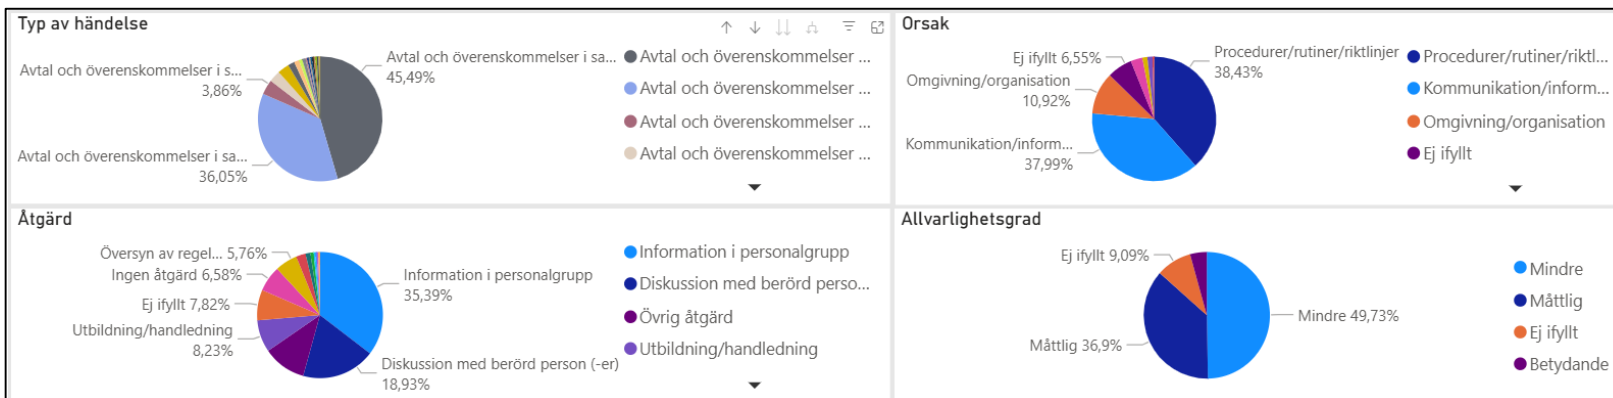 Typ av händelse
Avtal och överenskommelser i s...
3,86%
Avtal och överenskommelser i sa...
36,05%
Avtal och överenskommelser i sa...
45,49%
Avtal och överenskommelser ...
Avtal och överenskommelser ...
Avtal och överenskommelser ...
Avtal och överenskommelser ...
Orsak
Ej ifyllt 6,55%
Omgivning/organisation
10,92%
Kommunikation/inform...
37,99%
Procedurer/rutiner/riktlinjer
38,43%
Procedurer/rutiner/riktl...
Kommunikation/inform...
Omgivning/organisation
Ej ifyllt
Åtgärd
Översyn av regel... 5,76%
Ingen åtgärd 6,58%
Ej ifyllt 7,82%
Utbildning/handledning
8,23%
Information i personalgrupp
35,39%
Diskussion med berörd person (-er)
18,93%
Information i personalgrupp
Diskussion med berörd perso...
Övrig åtgärd
Utbildning/handledning
Allvarlighetsgrad
Ej ifyllt 9,09%
Måttlig 36,9%
Mindre 49,73%
Mindre
Måttlig
Ej ifyllt
Betydande